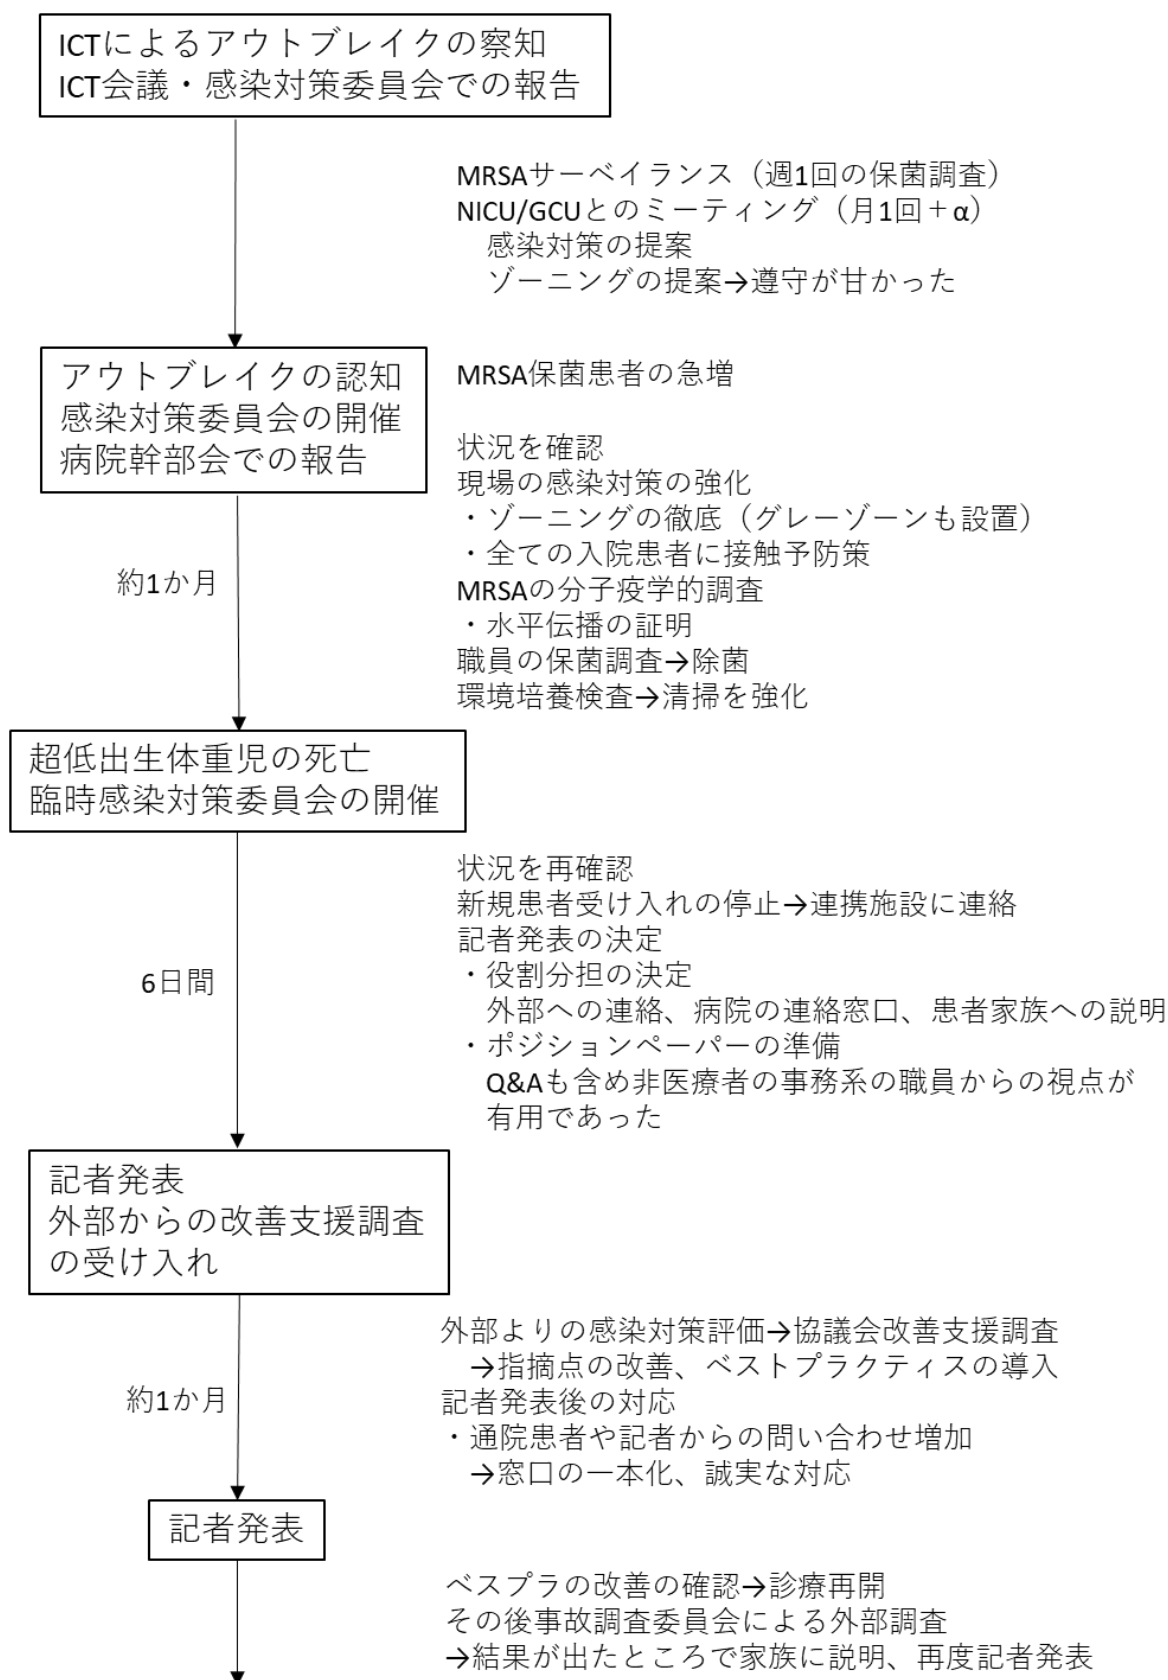 ICTによるアウトブレイクの察知
ICT会議・感染対策委員会での報告
MRSAサーベイランス（週1回の保菌調査）
NICU/GCUとのミーティング（月1回＋α）
感染対策の提案
ゾーニングの提案→遵守が甘かった
アウトブレイクの認知
感染対策委員会の開催
病院幹部会での報告
MRSA保菌患者の急増
状況を確認
現場の感染対策の強化
・ゾーニングの徹底（グレーゾーンも設置）
・全ての入院患者に接触予防策
MRSAの分子疫学的調査
・水平伝播の証明
職員の保菌調査→除菌
環境培養検査→清掃を強化
約1か月
超低出生体重児の死亡
臨時感染対策委員会の開催
状況を再確認
新規患者受け入れの停止→連携施設に連絡
記者発表の決定
・役割分担の決定
外部への連絡、病院の連絡窓口、患者家族への説明
・ポジションペーパーの準備
Q&Aも含め非医療者の事務系の職員からの視点が
有用であった
6日間
記者発表
外部からの改善支援調査
の受け入れ
外部よりの感染対策評価→協議会改善支援調査
→指摘点の改善、ベストプラクティスの導入
記者発表後の対応
・通院患者や記者からの問い合わせ増加
→窓口の一本化、誠実な対応
約1か月
記者発表
ベスプラの改善の確認→診療再開
その後事故調査委員会による外部調査
→結果が出たところで家族に説明、再度記者発表